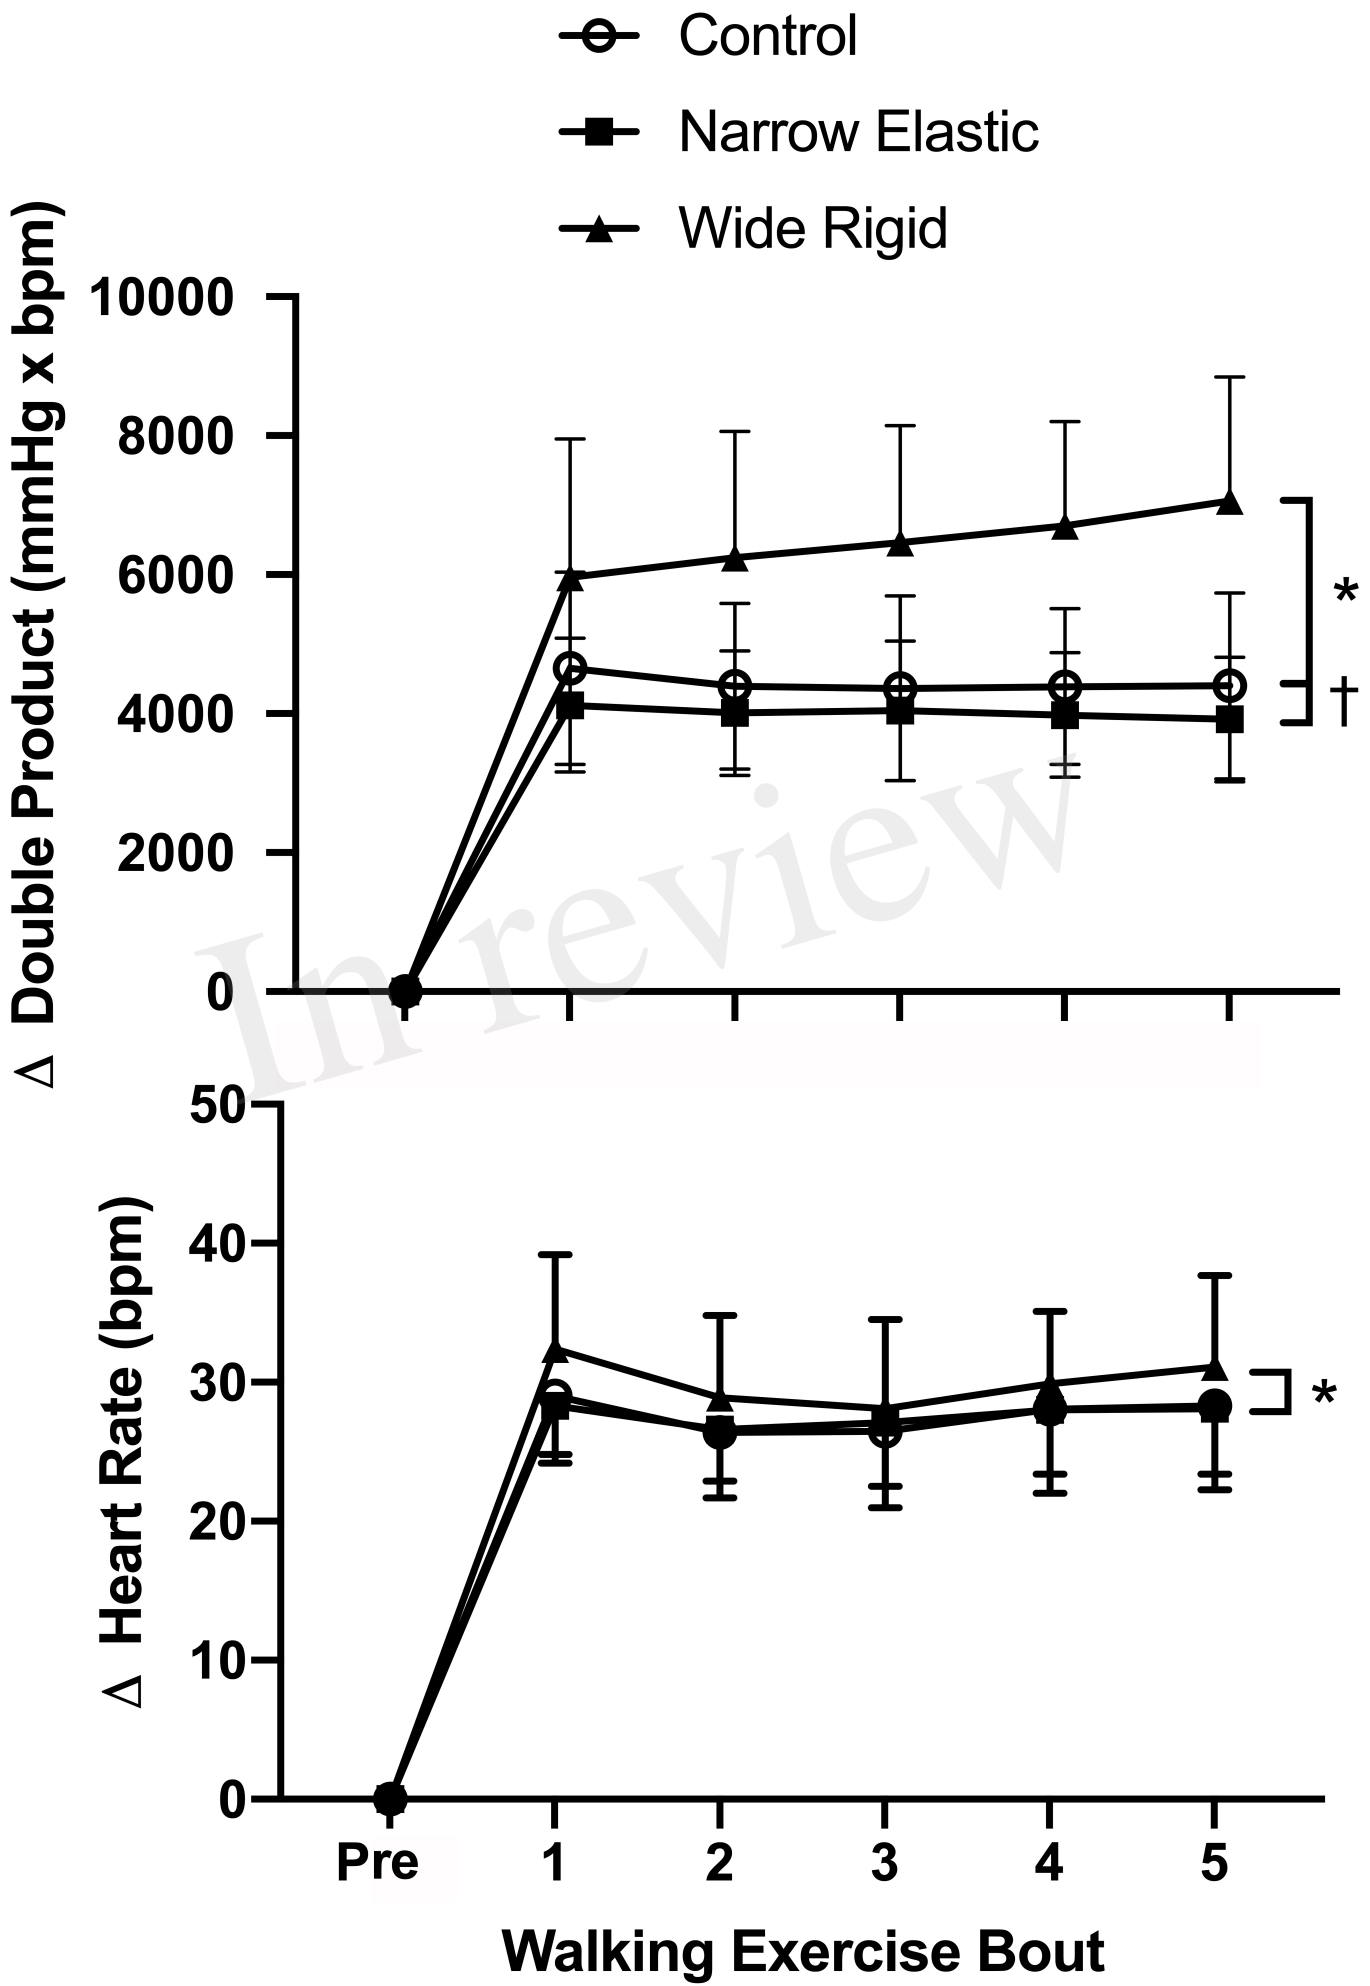 Control
Narrow Elastic
Wide Rigid
Δ Double Product (mmHg x bpm)
10000
8000
6000
4000
2000
0
*
†
In review
Δ Heart Rate (bpm)
50
40
30
20
10
0
*
Pre 1 2 3 4 5
Walking Exercise Bout